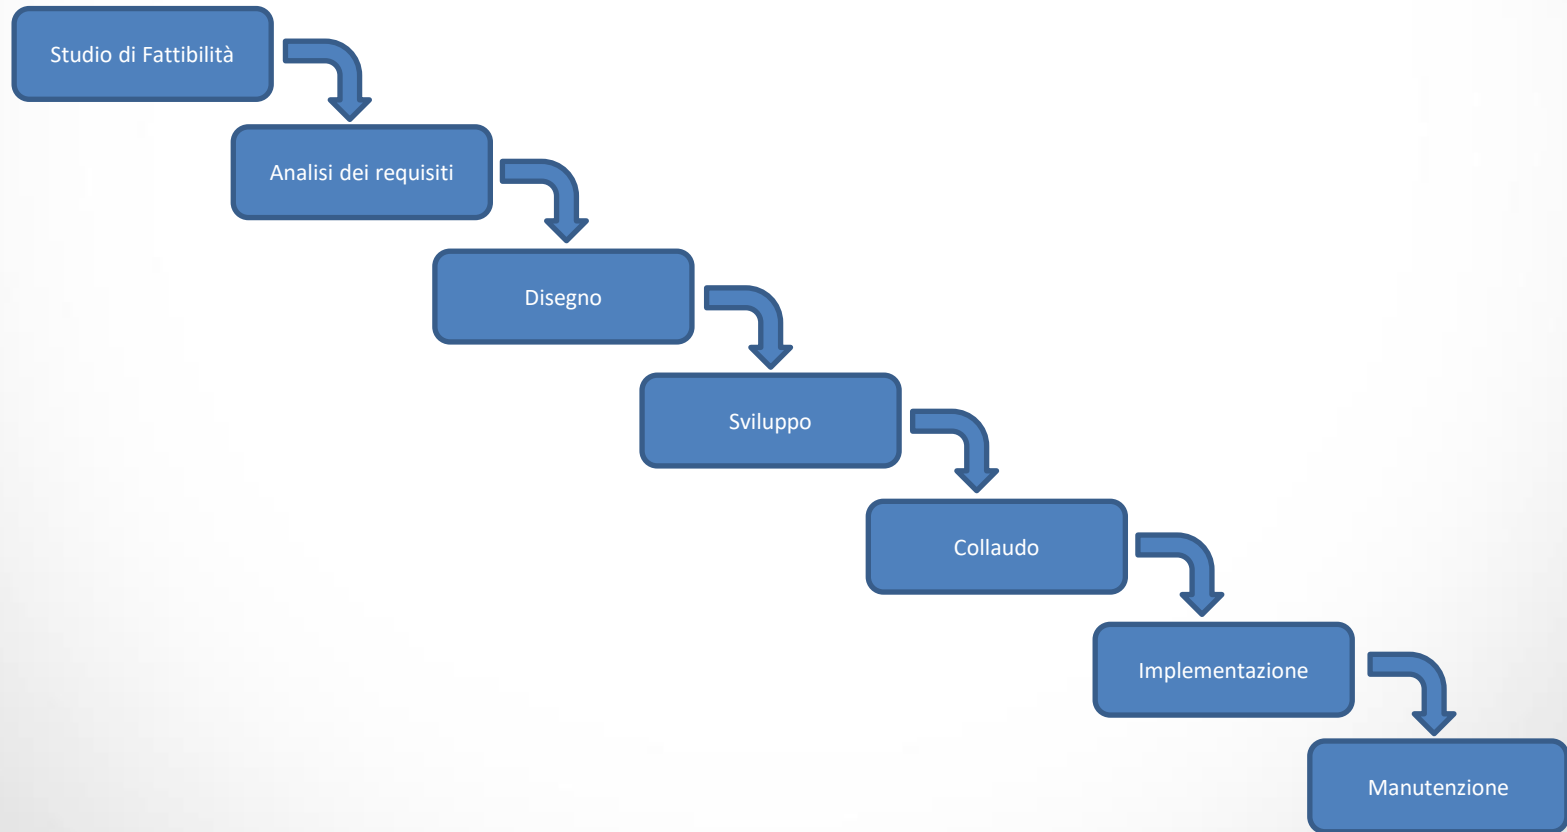 Studio di Fattibilità
Analisi dei requisiti
Disegno
Sviluppo
Collaudo
Implementazione
Manutenzione